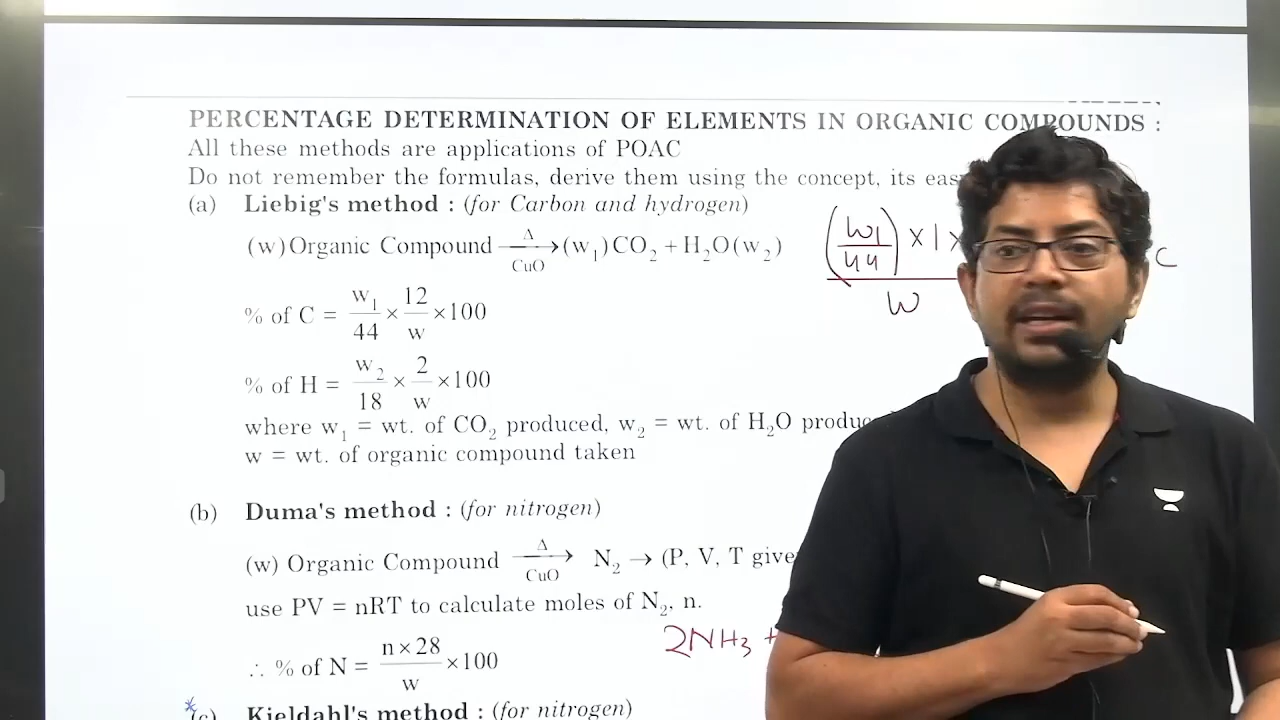 PERCENTAGE DETERMINATION OF ELEMENTS IN ORGANIC COMPOUNDS :
All these methods are applications of POAC
Do not remember the formulas, derive them using the concept, its
(a) Liebig's method : (for Carbon and hydrogen)
(w) Organic Compound —Δ/CuO→ (w₁) CO₂ + H₂O (w₂)
(w₁/44) × 1 ×
w
C
% of C = w₁/44 × 12/w × 100
% of H = w₂/18 × 2/w × 100
where w₁ = wt. of CO₂ produced, w₂ = wt. of H₂O
w = wt. of organic compound taken
(b) Duma's method : (for nitrogen)
(w) Organic Compound —Δ/CuO→ N₂ → (P, V, T
use PV = nRT to calculate moles of N₂, n.
2NH₃ +
∴ % of N = n × 28/w × 100
* (c) Kjeldahl's method : (for nitrogen)